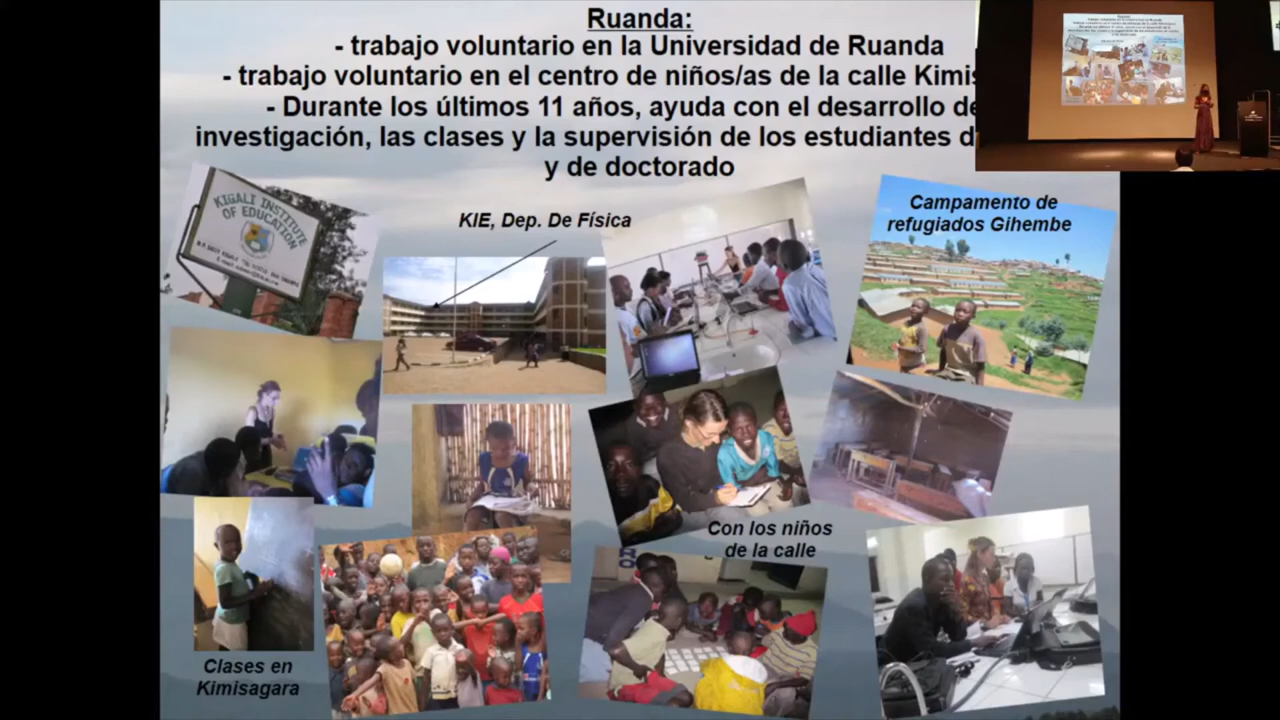 Ruanda:
- trabajo voluntario en la Universidad de Ruanda
- trabajo voluntario en el centro de niños/as de la calle
- Durante los últimos 11 años, ayuda con el desarrollo de
investigación, las clases y la supervisión de los estudiantes
y de doctorado
KIGALI INSTITUTE
OF EDUCATION
KIE, Dep. De Física
Campamento de
refugiados Gihembe
Con los niños
de la calle
Clases en
Kimisagara